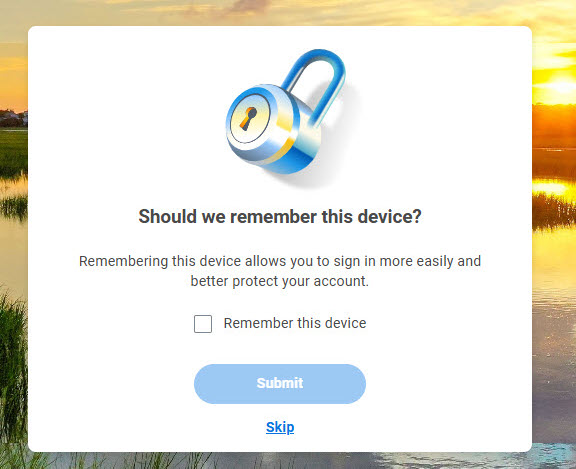 Should we remember this device?
Remembering this device allows you to sign in more easily and
better protect your account.
Remember this device
Submit
Skip